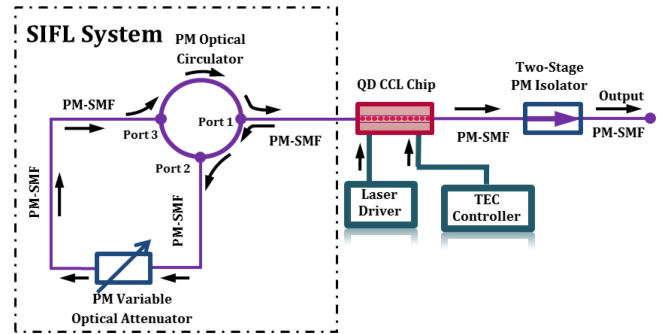 SIFL System
PM Optical
Circulator
PM-SMF
Port 3
Port 1
Port 2
PM-SMF
PM-SMF
PM-SMF
PM Variable
Optical Attenuator
QD CCL Chip
Laser
Driver
TEC
Controller
PM-SMF
Two-Stage
PM Isolator
Output
PM-SMF